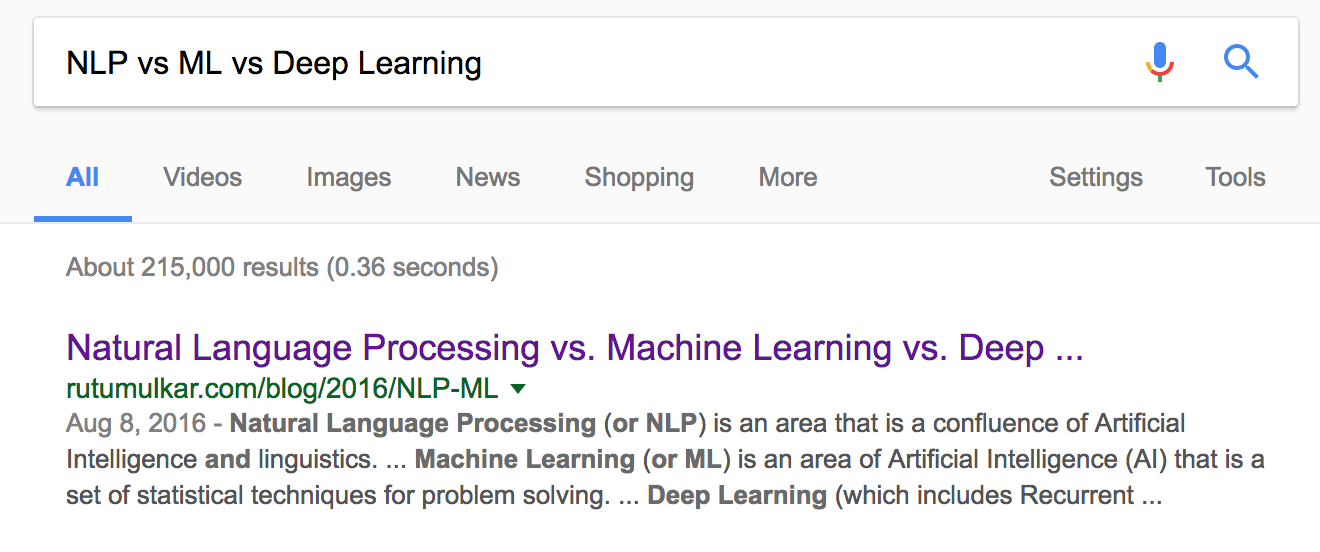 NLP vs ML vs Deep Learning
All Videos Images News Shopping More Settings Tools
About 215,000 results (0.36 seconds)
Natural Language Processing vs. Machine Learning vs. Deep ...
rutumulkar.com/blog/2016/NLP-ML
Aug 8, 2016 - Natural Language Processing (or NLP) is an area that is a confluence of Artificial
Intelligence and linguistics. ... Machine Learning (or ML) is an area of Artificial Intelligence (AI) that is a
set of statistical techniques for problem solving. ... Deep Learning (which includes Recurrent ...